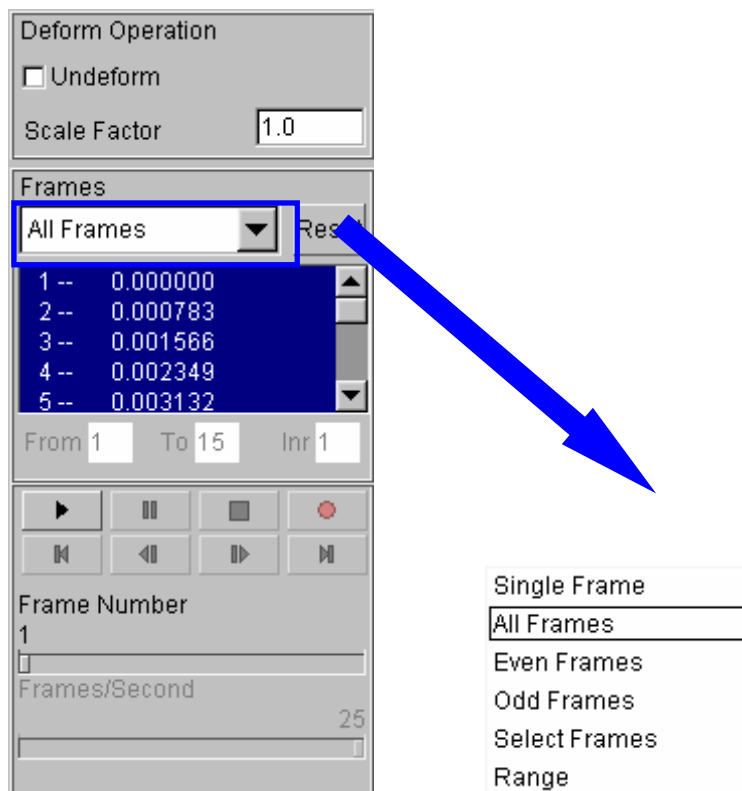 Deform Operation
Undeform
Scale Factor 1.0
Frames
All Frames
1 -- 0.000000
2 -- 0.000783
3 -- 0.001566
4 -- 0.002349
5 -- 0.003132
From 1 To 15 Inr 1
Frame Number
1
Frames/Second
25
Single Frame
All Frames
Even Frames
Odd Frames
Select Frames
Range